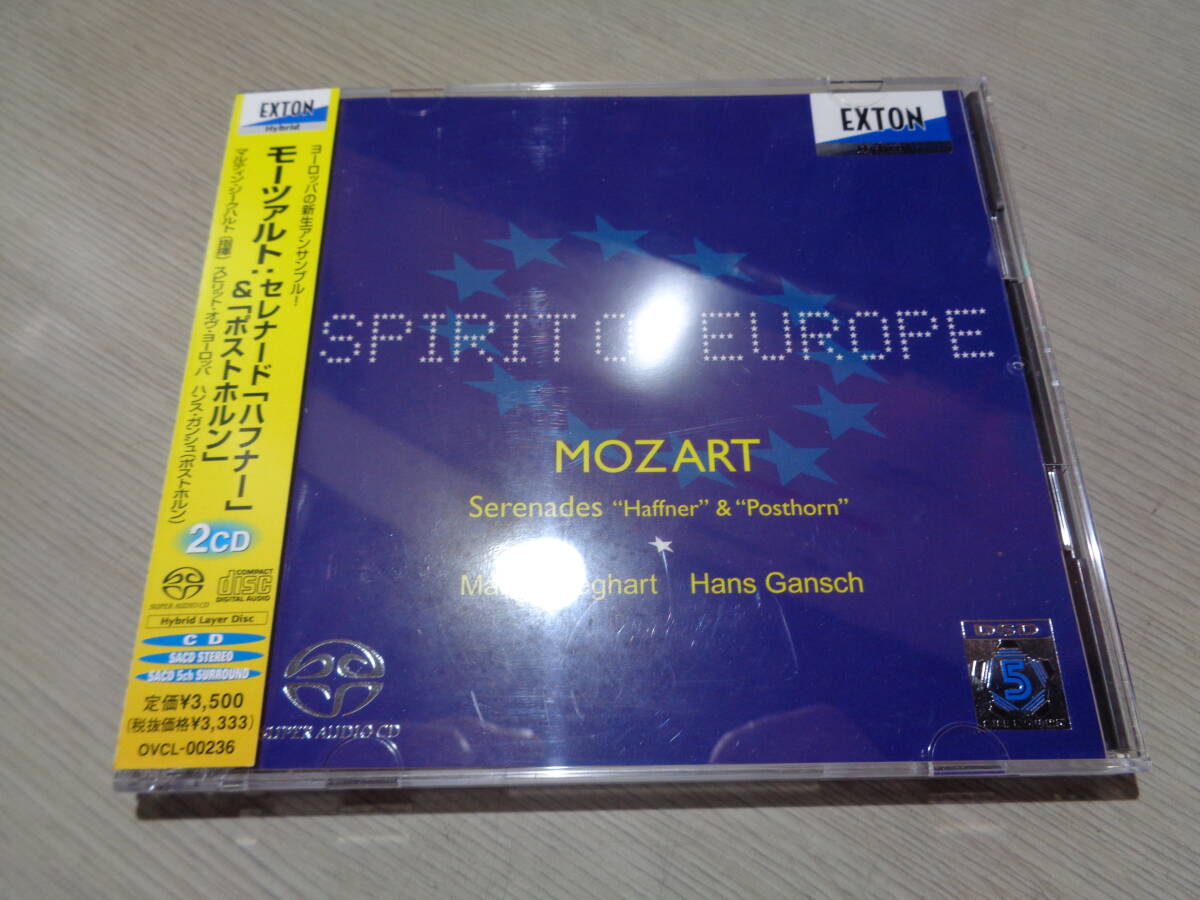 EXTON
Hybrid
ヨーロッパの新生アンサンブル!
モーツァルト:セレナード「ハフナー」
&「ポストホルン」
マルティン・ジークハルト(指揮) スピリット・オヴ・ヨーロッパ ハンス・ガンシュ(ポストホルン)
2CD
SUPER AUDIO CD
COMPACT
disc
DIGITAL AUDIO
Hybrid Layer Disc
CD
SACD STEREO
SACD 5ch SURROUND
定価¥3,500
(税抜価格¥3,333)
OVCL-00236
EXTON
SPIRIT EUROPE
MOZART
Serenades “Haffner” & “Posthorn”
Hans Gansch
SUPER AUDIO CD
DSD
5